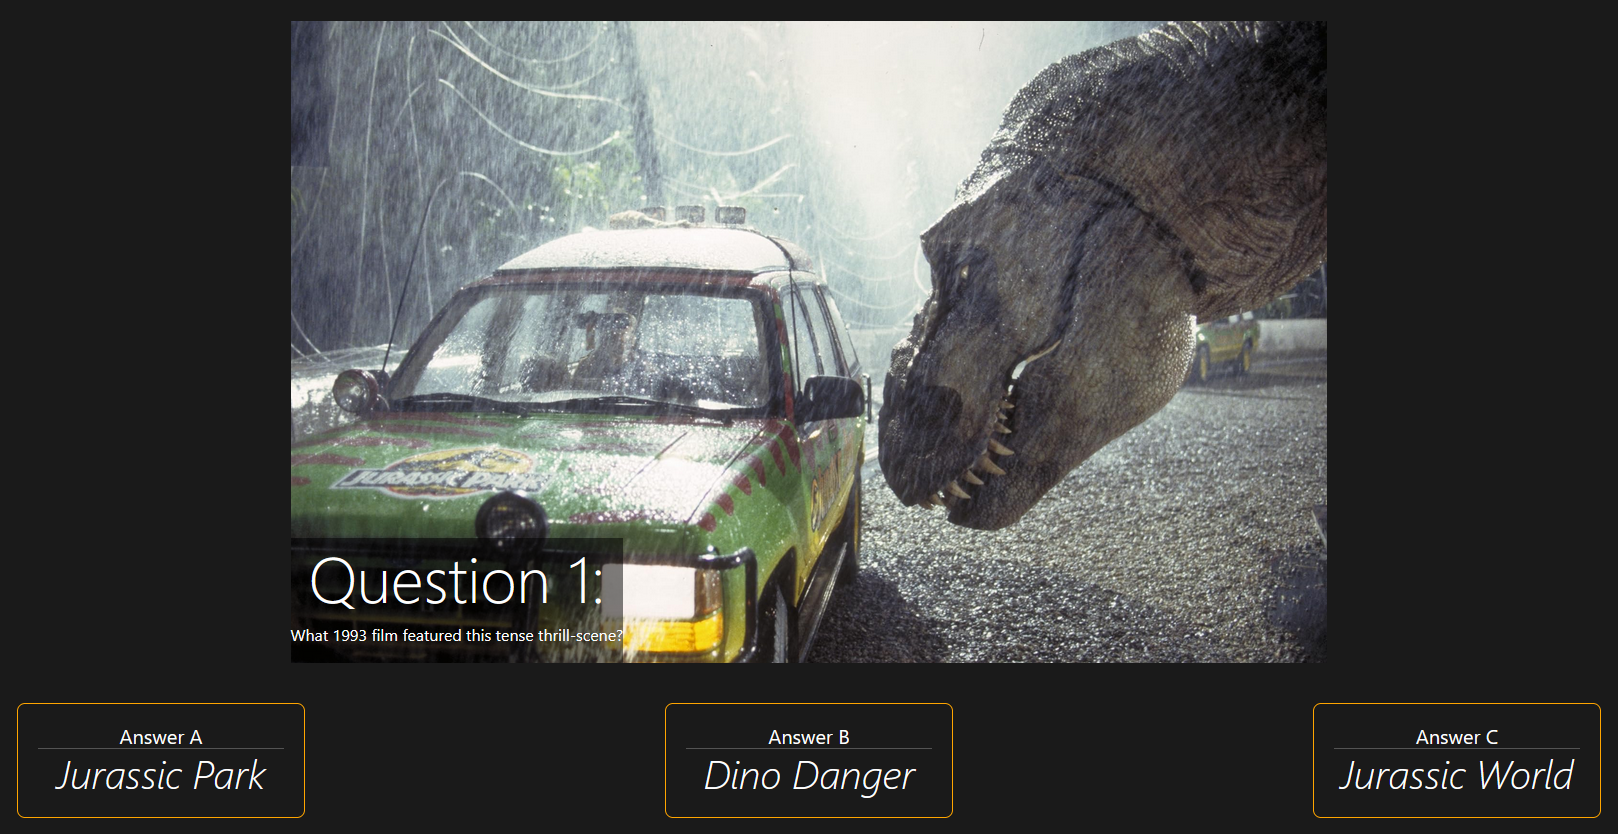 JURASSIC PARK
Question 1:
What 1993 film featured this tense thrill-scene?
Answer A
Jurassic Park
Answer B
Dino Danger
Answer C
Jurassic World